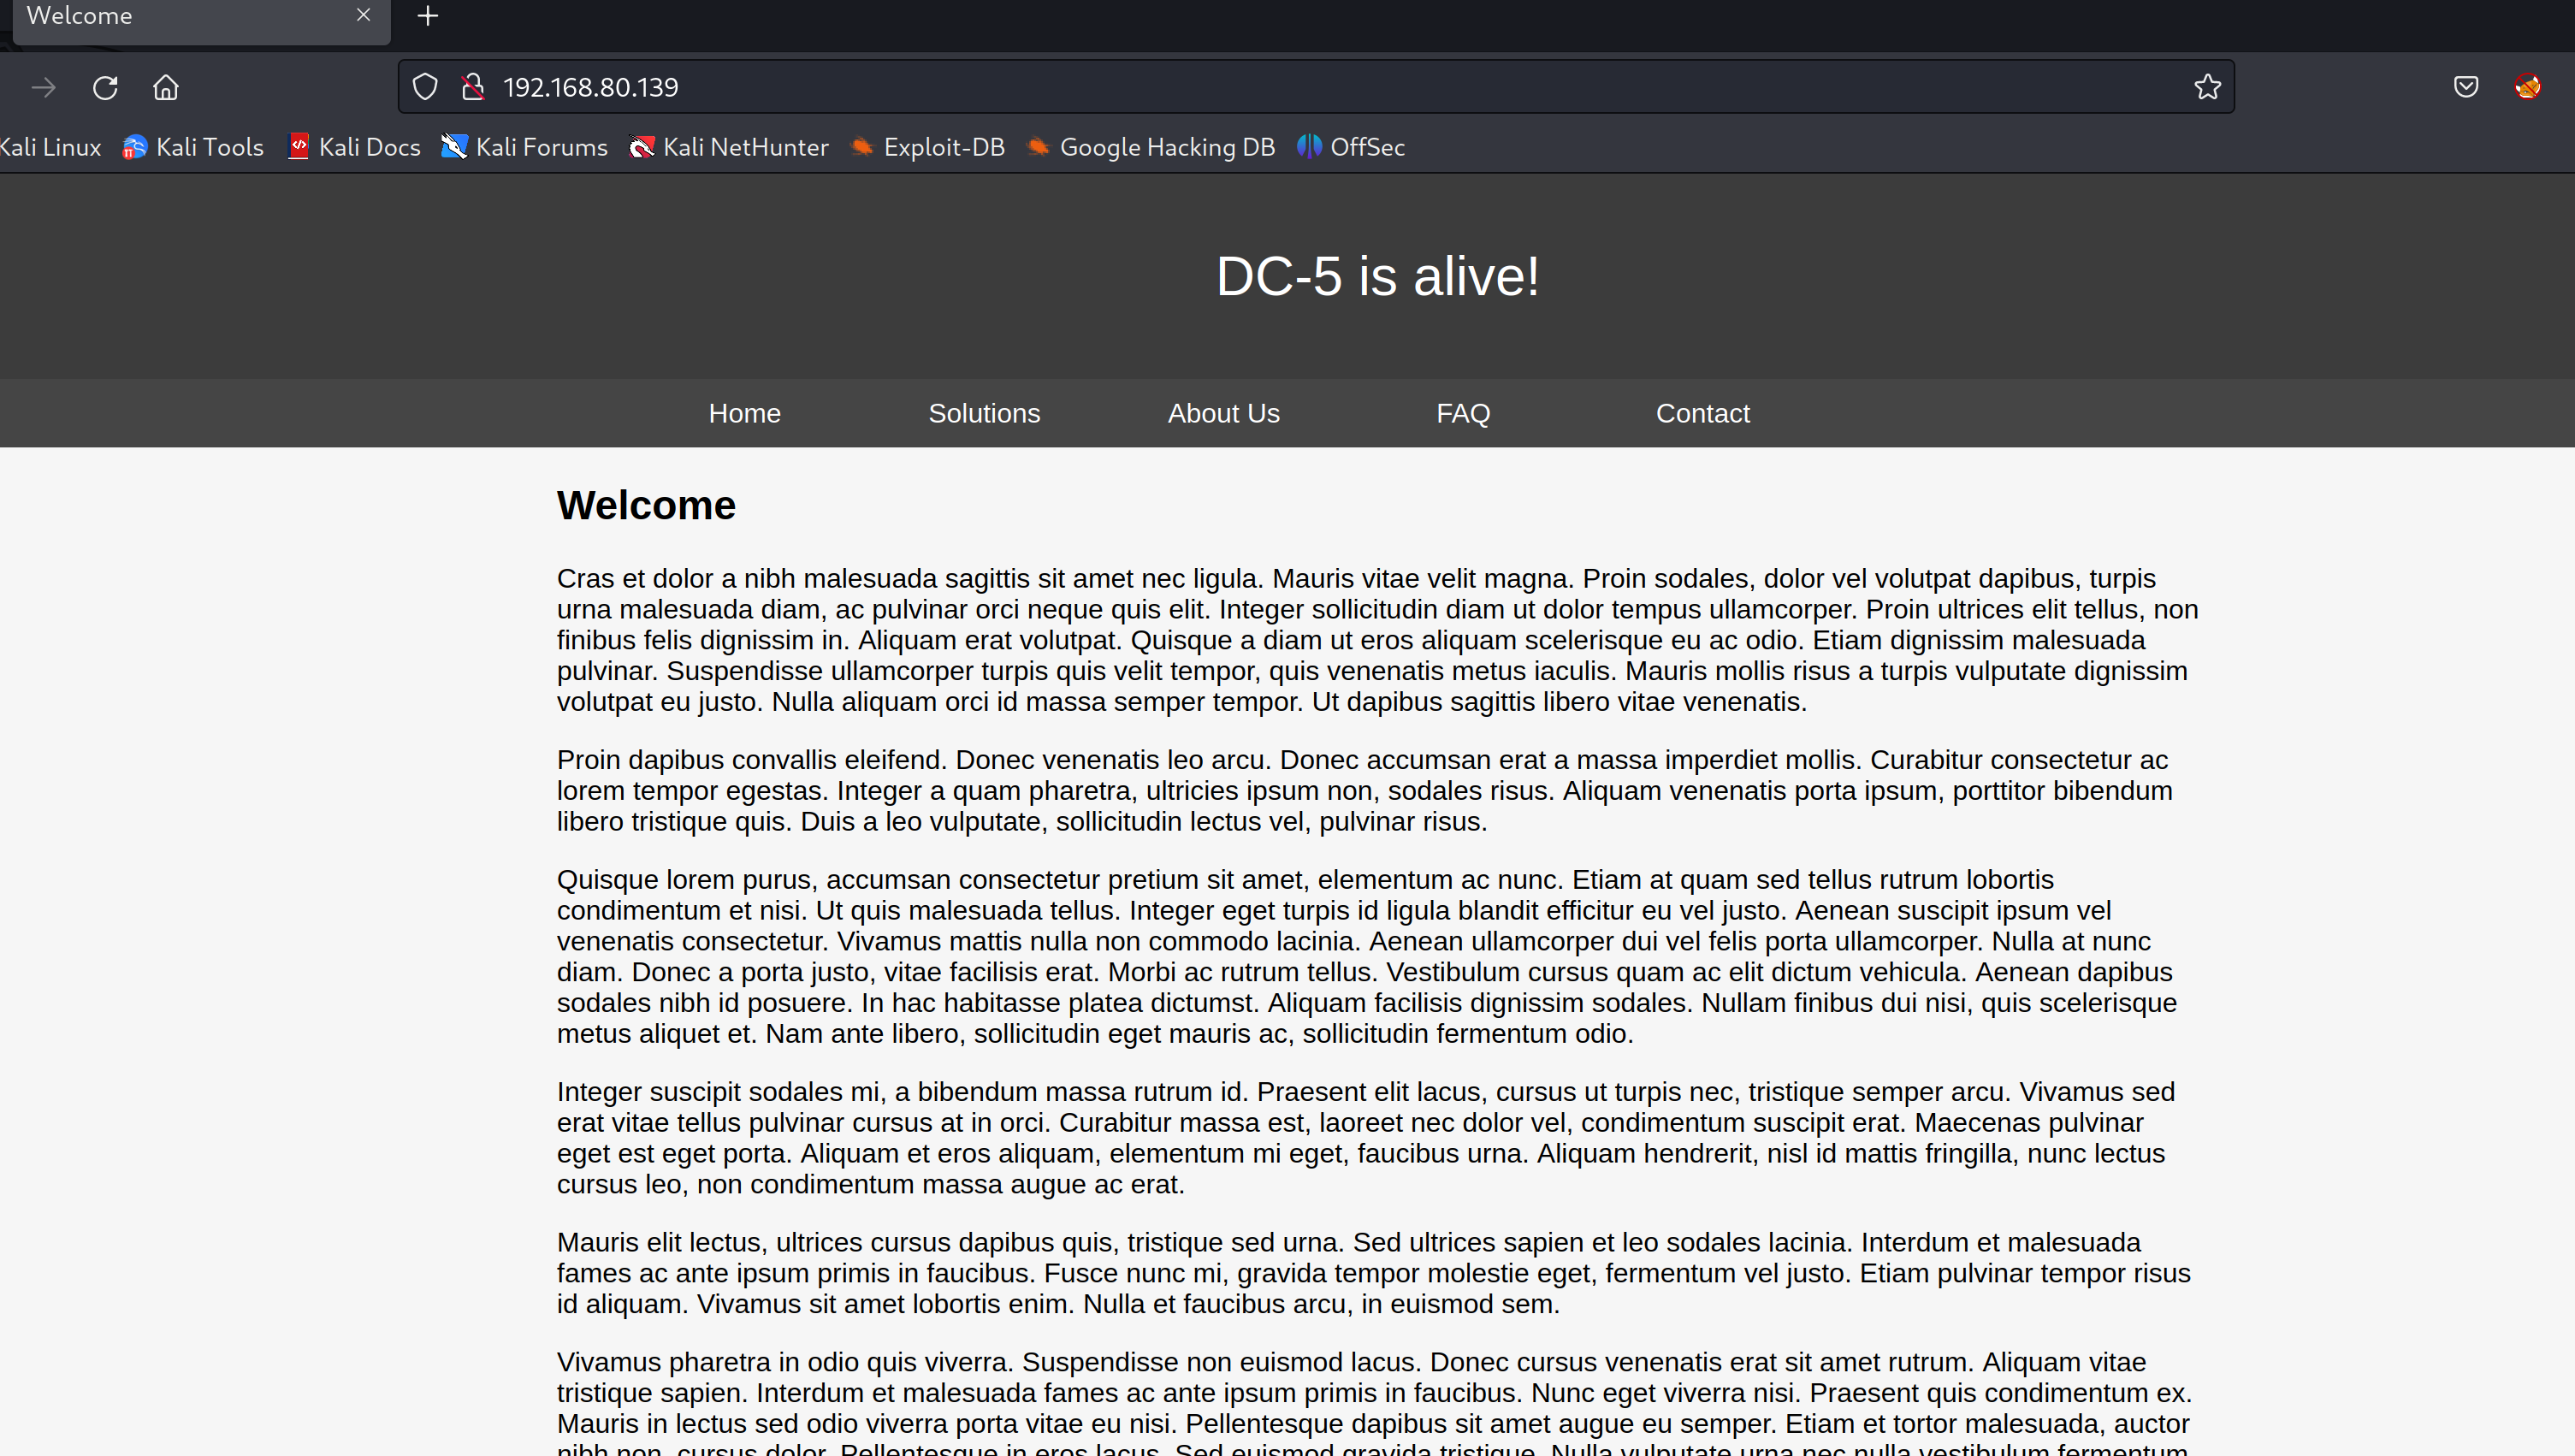 Welcome
192.168.80.139
Kali Linux Kali Tools Kali Docs Kali Forums Kali NetHunter Exploit-DB Google Hacking DB OffSec
DC-5 is alive!
Home Solutions About Us FAQ Contact
Welcome
Cras et dolor a nibh malesuada sagittis sit amet nec ligula. Mauris vitae velit magna. Proin sodales, dolor vel volutpat dapibus, turpis
urna malesuada diam, ac pulvinar orci neque quis elit. Integer sollicitudin diam ut dolor tempus ullamcorper. Proin ultrices elit tellus, non
finibus felis dignissim in. Aliquam erat volutpat. Quisque a diam ut eros aliquam scelerisque eu ac odio. Etiam dignissim malesuada
pulvinar. Suspendisse ullamcorper turpis quis velit tempor, quis venenatis metus iaculis. Mauris mollis risus a turpis vulputate dignissim
volutpat eu justo. Nulla aliquam orci id massa semper tempor. Ut dapibus sagittis libero vitae venenatis.
Proin dapibus convallis eleifend. Donec venenatis leo arcu. Donec accumsan erat a massa imperdiet mollis. Curabitur consectetur ac
lorem tempor egestas. Integer a quam pharetra, ultricies ipsum non, sodales risus. Aliquam venenatis porta ipsum, porttitor bibendum
libero tristique quis. Duis a leo vulputate, sollicitudin lectus vel, pulvinar risus.
Quisque lorem purus, accumsan consectetur pretium sit amet, elementum ac nunc. Etiam at quam sed tellus rutrum lobortis
condimentum et nisi. Ut quis malesuada tellus. Integer eget turpis id ligula blandit efficitur eu vel justo. Aenean suscipit ipsum vel
venenatis consectetur. Vivamus mattis nulla non commodo lacinia. Aenean ullamcorper dui vel felis porta ullamcorper. Nulla at nunc
diam. Donec a porta justo, vitae facilisis erat. Morbi ac rutrum tellus. Vestibulum cursus quam ac elit dictum vehicula. Aenean dapibus
sodales nibh id posuere. In hac habitasse platea dictumst. Aliquam facilisis dignissim sodales. Nullam finibus dui nisi, quis scelerisque
metus aliquet et. Nam ante libero, sollicitudin eget mauris ac, sollicitudin fermentum odio.
Integer suscipit sodales mi, a bibendum massa rutrum id. Praesent elit lacus, cursus ut turpis nec, tristique semper arcu. Vivamus sed
erat vitae tellus pulvinar cursus at in orci. Curabitur massa est, laoreet nec dolor vel, condimentum suscipit erat. Maecenas pulvinar
eget est eget porta. Aliquam et eros aliquam, elementum mi eget, faucibus urna. Aliquam hendrerit, nisl id mattis fringilla, nunc lectus
cursus leo, non condimentum massa augue ac erat.
Mauris elit lectus, ultrices cursus dapibus quis, tristique sed urna. Sed ultrices sapien et leo sodales lacinia. Interdum et malesuada
fames ac ante ipsum primis in faucibus. Fusce nunc mi, gravida tempor molestie eget, fermentum vel justo. Etiam pulvinar tempor risus
id aliquam. Vivamus sit amet lobortis enim. Nulla et faucibus arcu, in euismod sem.
Vivamus pharetra in odio quis viverra. Suspendisse non euismod lacus. Donec cursus venenatis erat sit amet rutrum. Aliquam vitae
tristique sapien. Interdum et malesuada fames ac ante ipsum primis in faucibus. Nunc eget viverra nisi. Praesent quis condimentum ex.
Mauris in lectus sed odio viverra porta vitae eu nisi. Pellentesque dapibus sit amet augue eu semper. Etiam et tortor malesuada, auctor
nibh non, cursus dolor. Pellentesque in eros lacus. Sed euismod gravida tristique. Nulla vulputate urna nec nulla vestibulum fermentum